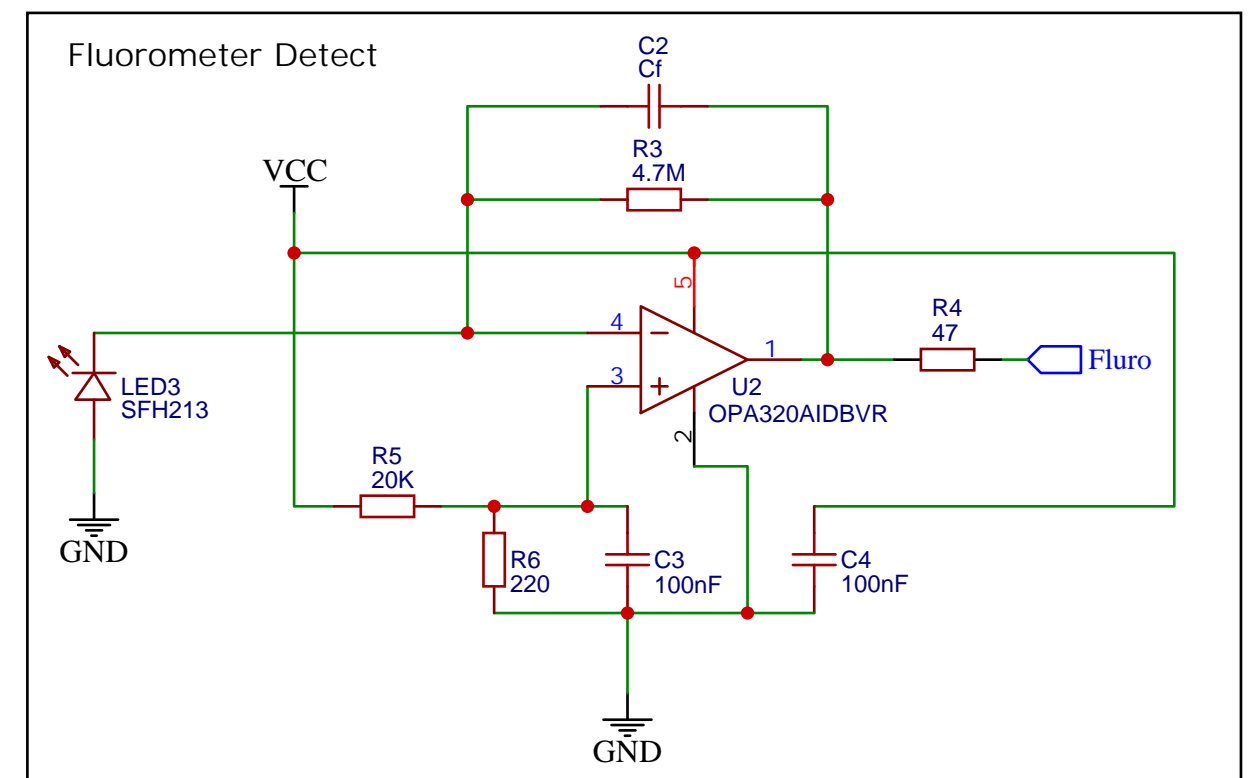 Fluorometer Detect
C2
Cf
R3
4.7M
VCC
5
4
1
3
2
R4
47
Fluro
LED3
SFH213
U2
OPA320AIDBVR
R5
20K
R6
220
C3
100nF
C4
100nF
GND
GND